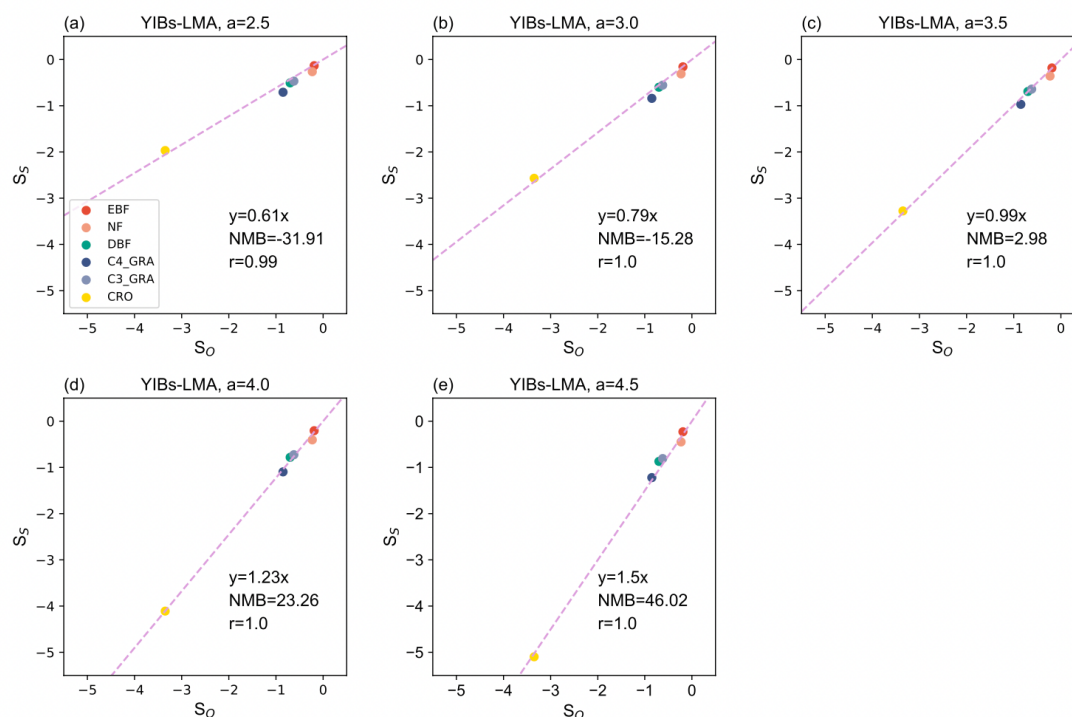 (a) YIBs-LMA, a=2.5
0
−1
−2
−3
−4
−5
S_S
EBF
NF
DBF
C4_GRA
C3_GRA
CRO
y=0.61x
NMB=-31.91
r=0.99
−5 −4 −3 −2 −1 0
S_O
(b) YIBs-LMA, a=3.0
0
−1
−2
−3
−4
−5
S_S
y=0.79x
NMB=-15.28
r=1.0
−5 −4 −3 −2 −1 0
S_O
(c) YIBs-LMA, a=3.5
0
−1
−2
−3
−4
−5
S_S
y=0.99x
NMB=2.98
r=1.0
−5 −4 −3 −2 −1 0
S_O
(d) YIBs-LMA, a=4.0
0
−1
−2
−3
−4
−5
S_S
y=1.23x
NMB=23.26
r=1.0
−5 −4 −3 −2 −1 0
S_O
(e) YIBs-LMA, a=4.5
0
−1
−2
−3
−4
−5
S_S
y=1.5x
NMB=46.02
r=1.0
−5 −4 −3 −2 −1 0
S_O